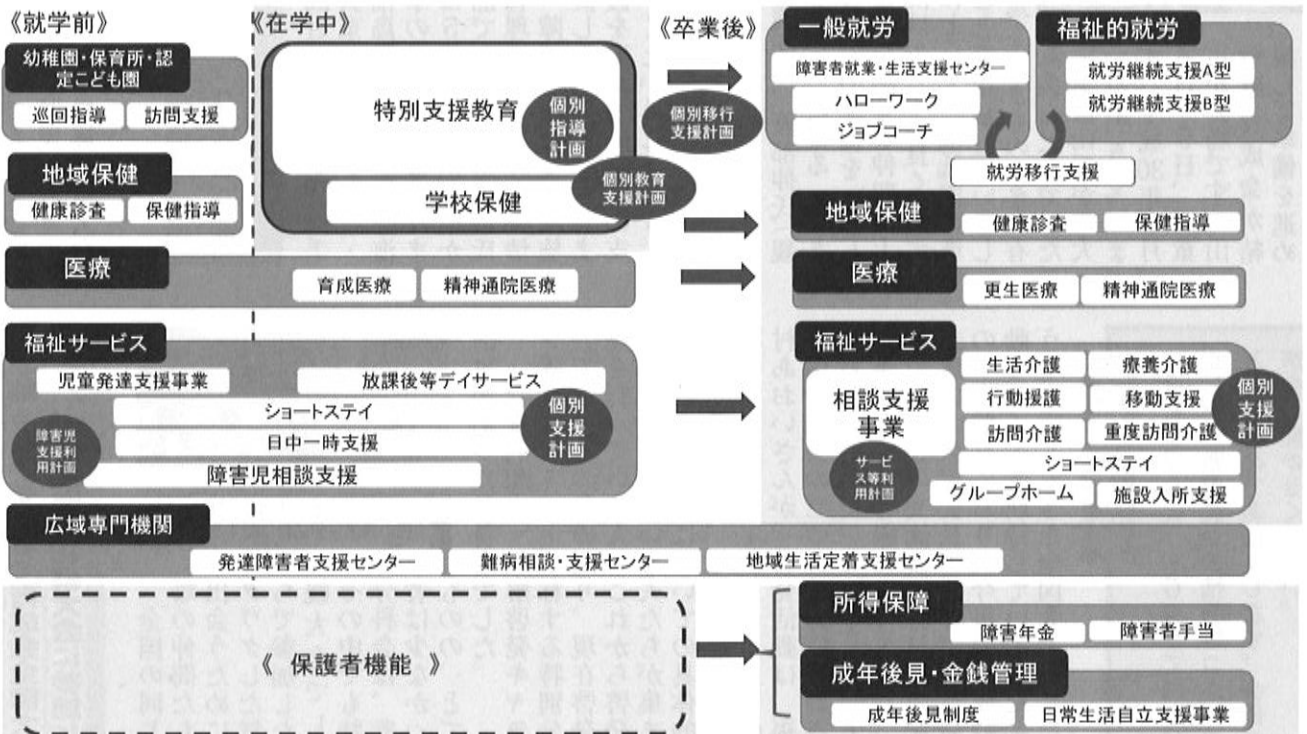 《就学前》
《在学中》
《卒業後》
幼稚園・保育所・認
定こども園
巡回指導
訪問支援
地域保健
健康診査
保健指導
特別支援教育
個別
指導
計画
学校保健
個別教育
支援計画
個別移行
支援計画
一般就労
障害者就業・生活支援センター
ハローワーク
ジョブコーチ
福祉的就労
就労継続支援A型
就労継続支援B型
就労移行支援
地域保健
健康診査
保健指導
医療
育成医療
精神通院医療
医療
更生医療
精神通院医療
福祉サービス
児童発達支援事業
放課後等デイサービス
ショートステイ
日中一時支援
障害児相談支援
障害児
支援利
用計画
個別
支援
計画
福祉サービス
相談支援
事業
サービ
ス等利
用計画
生活介護
療養介護
行動援護
移動支援
訪問介護
重度訪問介護
ショートステイ
グループホーム
施設入所支援
個別
支援
計画
広域専門機関
発達障害者支援センター
難病相談・支援センター
地域生活定着支援センター
《 保護者機能 》
所得保障
障害年金
障害者手当
成年後見・金銭管理
成年後見制度
日常生活自立支援事業